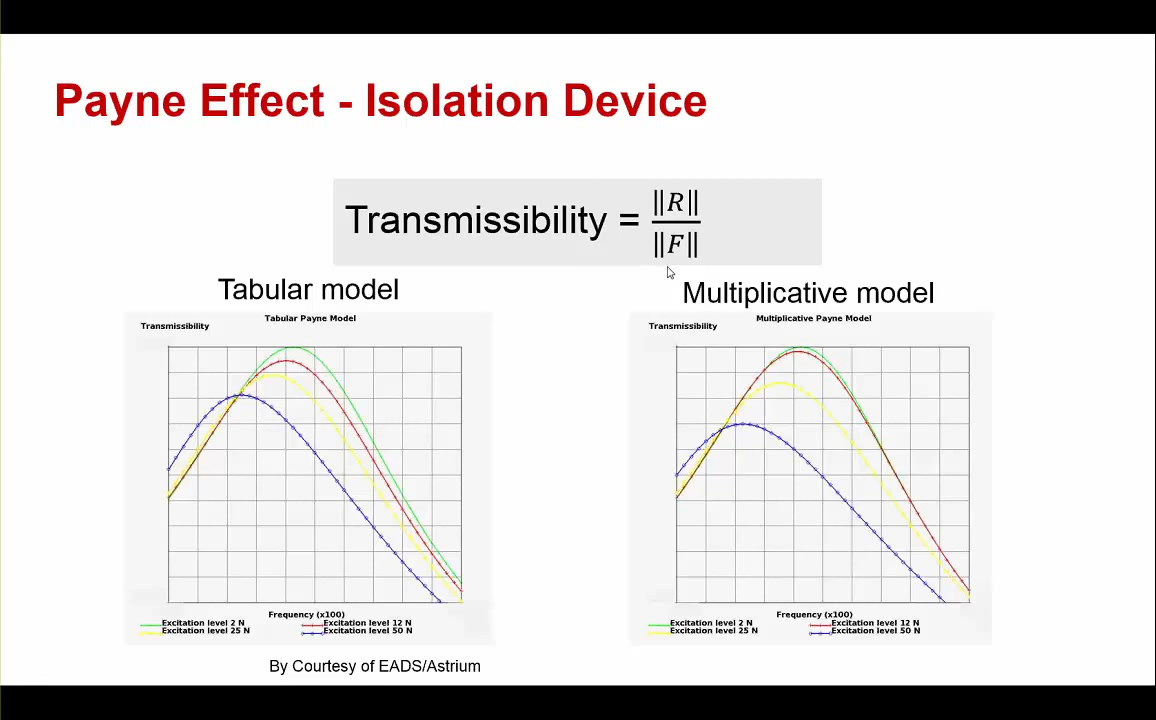 Payne Effect - Isolation Device
Transmissibility = ‖R‖/‖F‖
Tabular model
Tabular Payne Model
Transmissibility
Frequency (x100)
Excitation level 2 N Excitation level 12 N
Excitation level 25 N Excitation level 50 N
By Courtesy of EADS/Astrium
Multiplicative model
Multiplicative Payne Model
Transmissibility
Frequency (x100)
Excitation level 2 N Excitation level 12 N
Excitation level 25 N Excitation level 50 N